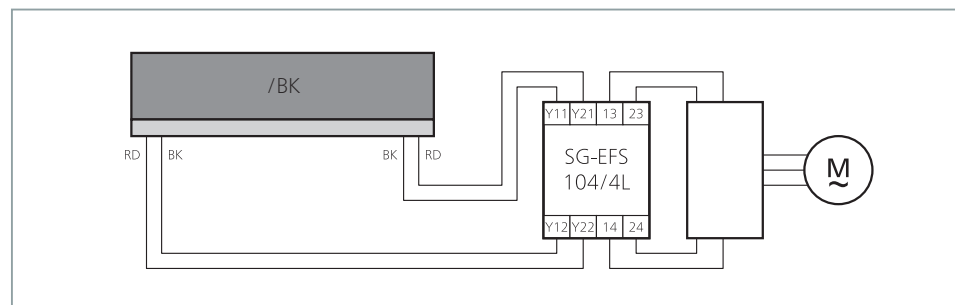 /BK
RD BK BK RD
Y11 Y21 13 23
SG-EFS
104/4L
Y12 Y22 14 24
M
~